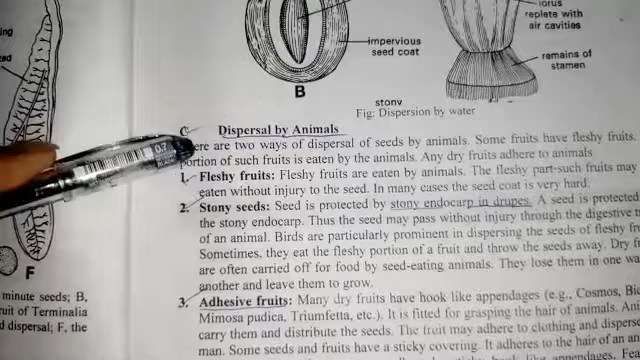 ing
ed
F
minute seeds; B,
ruit of Terminalia
d dispersal; F, the
impervious
seed coat
B
torus
replete with
air cavities
remains of
stamen
stony
Fig: Dispersion by water
C Dispersal by Animals
ere are two ways of dispersal of seeds by animals. Some fruits have fleshy fruits.
portion of such fruits is eaten by the animals. Any dry fruits adhere to animals
1. Fleshy fruits: Fleshy fruits are eaten by animals. The fleshy part-such fruits may
eaten without injury to the seed. In many cases the seed coat is very hard.
2. Stony seeds: Seed is protected by stony endocarp in drupes. A seed is protected
the stony endocarp. Thus the seed may pass without injury through the digestive
of an animal. Birds are particularly prominent in dispersing the seeds of fleshy
Sometimes, they eat the fleshy portion of a fruit and throw the seeds away. Dry
are often carried off for food by seed-eating animals. They lose them in one
another and leave them to grow.
3. Adhesive fruits: Many dry fruits have hook like appendages (e.g., Cosmos,
Mimosa pudica, Triumfetta, etc.). It is fitted for grasping the hair of animals.
carry them and distribute the seeds. The fruit may adhere to clothing and
man. Some seeds and fruits have a sticky covering. It adheres to the hair of an
0.7